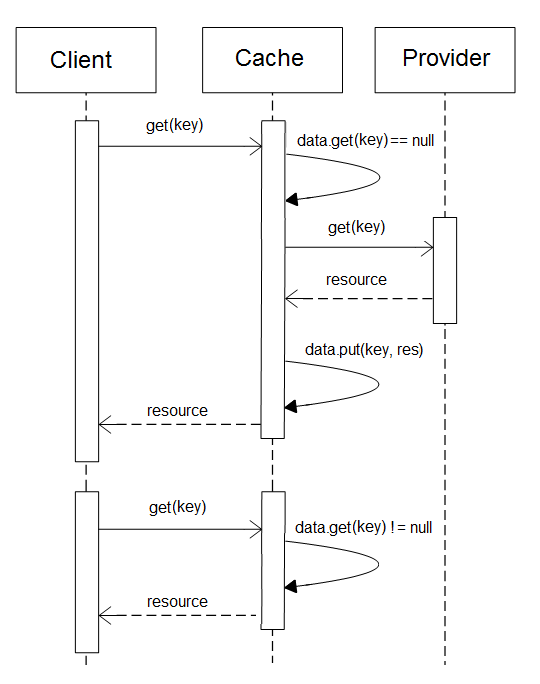 Client
Cache
Provider
get(key)
data.get(key)== null
get(key)
resource
data.put(key, res)
resource
get(key)
data.get(key) != null
resource